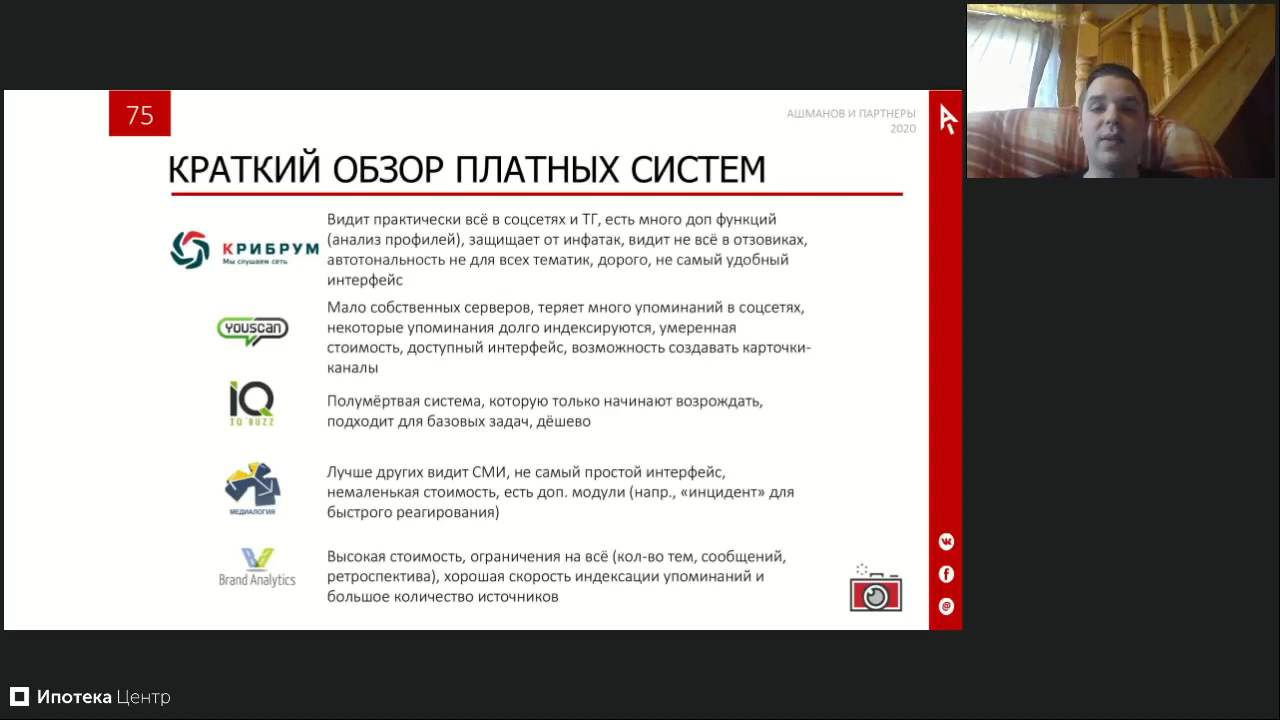 75
АШМАНОВ И ПАРТНЕРЫ
2020
КРАТКИЙ ОБЗОР ПЛАТНЫХ СИСТЕМ
КРИБРУМ
Мы слушаем сеть
Видит практически всё в соцсетях и ТГ, есть много доп функций
(анализ профилей), защищает от инфатак, видит не всё в отзовиках,
автотональность не для всех тематик, дорого, не самый удобный
интерфейс
YOUSCAN
Мало собственных серверов, теряет много упоминаний в соцсетях,
некоторые упоминания долго индексируются, умеренная
стоимость, доступный интерфейс, возможность создавать карточки-
каналы
IQ
IQ BUZZ
Полумёртвая система, которую только начинают возрождать,
подходит для базовых задач, дёшево
МЕДИАЛОГИЯ
Лучше других видит СМИ, не самый простой интерфейс,
немаленькая стоимость, есть доп. модули (напр., «инцидент» для
быстрого реагирования)
Brand Analytics
Высокая стоимость, ограничения на всё (кол-во тем, сообщений,
ретроспектива), хорошая скорость индексации упоминаний и
большое количество источников
Ипотека Центр